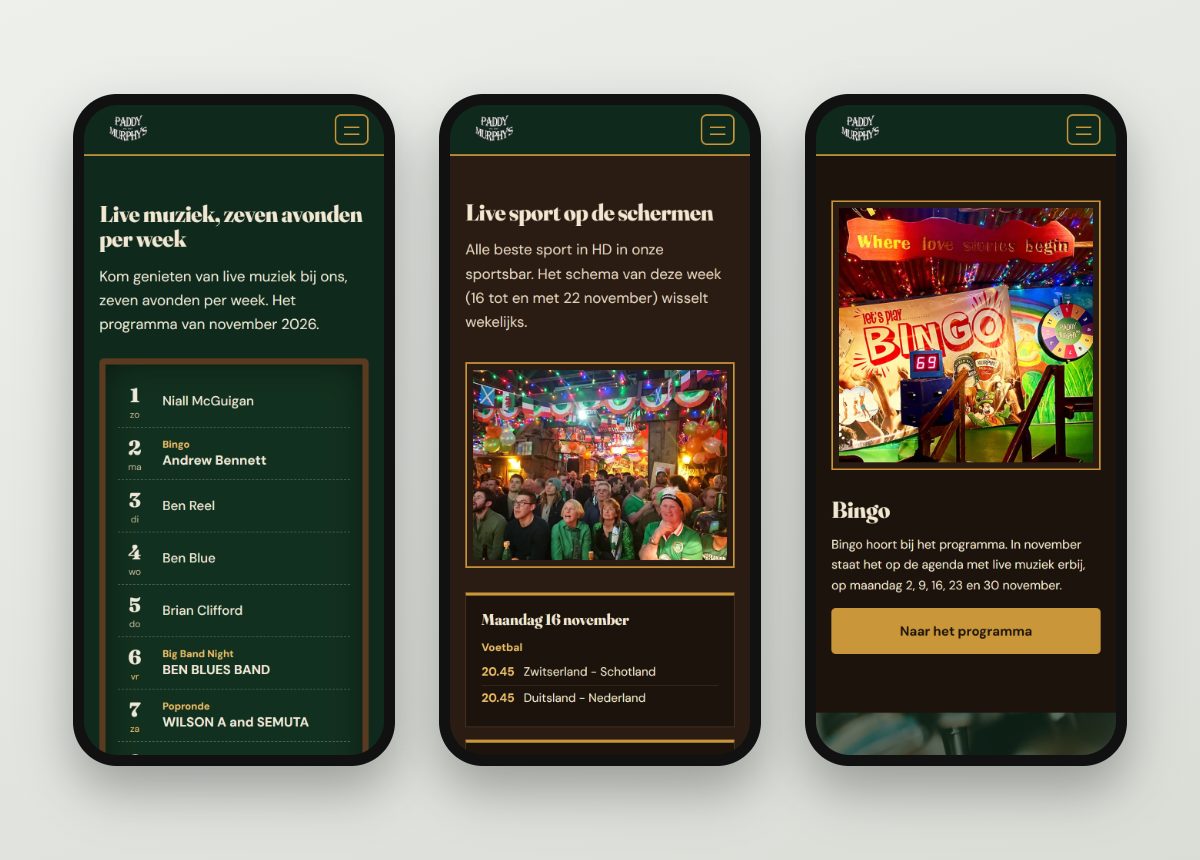 PADDY
MURPHY'S
Live muziek, zeven avonden
per week
Kom genieten van live muziek bij ons,
zeven avonden per week. Het
programma van november 2026.
1
zo
Niall McGuigan
2
ma
Bingo
Andrew Bennett
3
di
Ben Reel
4
wo
Ben Blue
5
do
Brian Clifford
6
vr
Big Band Night
BEN BLUES BAND
7
za
Popronde
WILSON A and SEMUTA
PADDY
MURPHY'S
Live sport op de schermen
Alle beste sport in HD in onze
sportsbar. Het schema van deze week
(16 tot en met 22 november) wisselt
wekelijks.
Maandag 16 november
Voetbal
20.45 Zwitserland - Schotland
20.45 Duitsland - Nederland
PADDY
MURPHY'S
Where love stories begin
let's play
BINGO
69
Bingo
Bingo hoort bij het programma. In november
staat het op de agenda met live muziek erbij,
op maandag 2, 9, 16, 23 en 30 november.
Naar het programma